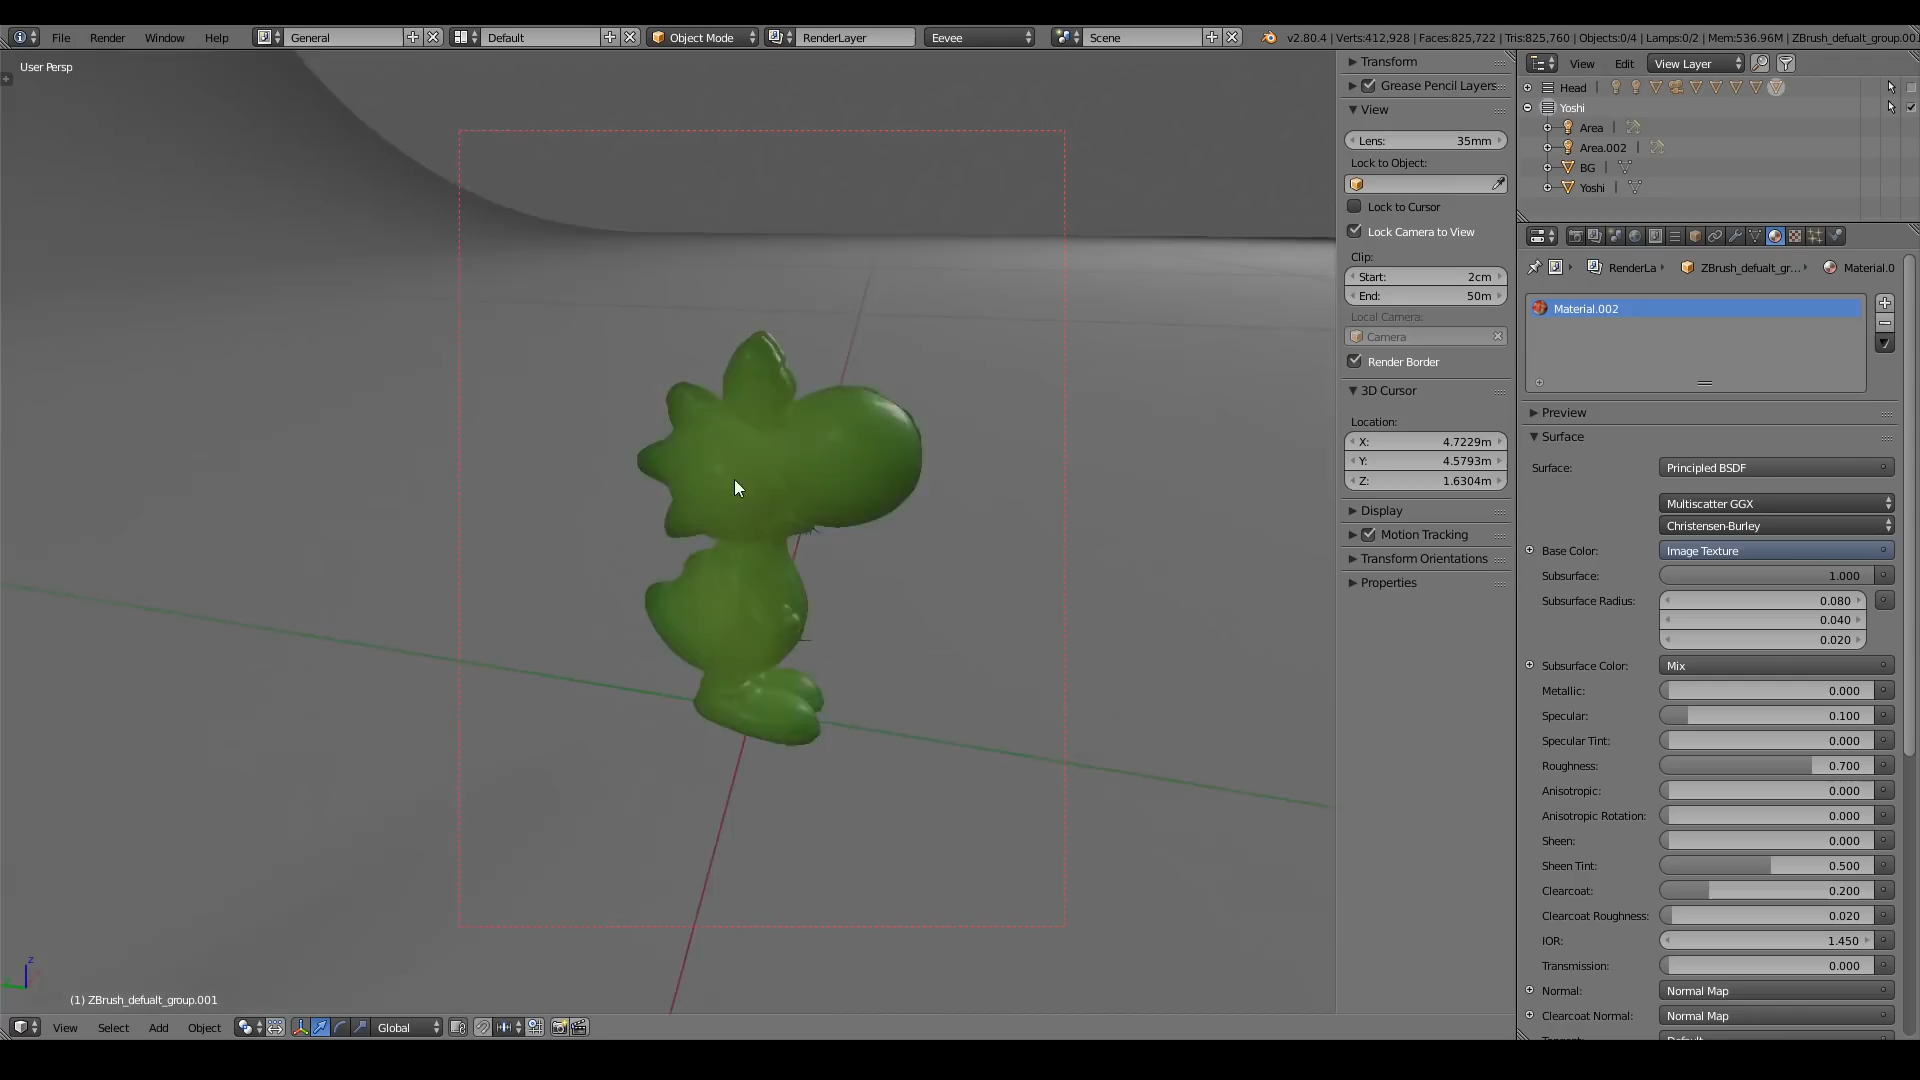 File Render Window Help General Default Object Mode RenderLayer Eevee Scene v2.80.4 | Verts:412,928 | Faces:825,722 | Tris:825,760 | Objects:0/4 | Lamps:0/2 | Mem:536.96M | ZBrush_defualt_group.00
User Persp
(1) ZBrush_defualt_group.001
z
View Select Add Object Global
Transform
Grease Pencil Layers
View
Lens: 35mm
Lock to Object:
Lock to Cursor
Lock Camera to View
Clip:
Start: 2cm
End: 50m
Local Camera:
Camera
Render Border
3D Cursor
Location:
X: 4.7229m
Y: 4.5793m
Z: 1.6304m
Display
Motion Tracking
Transform Orientations
Properties
View Edit View Layer
Head
Yoshi
Area
Area.002
BG
Yoshi
RenderLa ZBrush_defualt_gr... Material.0
Material.002
Preview
Surface
Surface: Principled BSDF
Multiscatter GGX
Christensen-Burley
Base Color: Image Texture
Subsurface: 1.000
Subsurface Radius: 0.080
0.040
0.020
Subsurface Color: Mix
Metallic: 0.000
Specular: 0.100
Specular Tint: 0.000
Roughness: 0.700
Anisotropic: 0.000
Anisotropic Rotation: 0.000
Sheen: 0.000
Sheen Tint: 0.500
Clearcoat: 0.200
Clearcoat Roughness: 0.020
IOR: 1.450
Transmission: 0.000
Normal: Normal Map
Clearcoat Normal: Normal Map